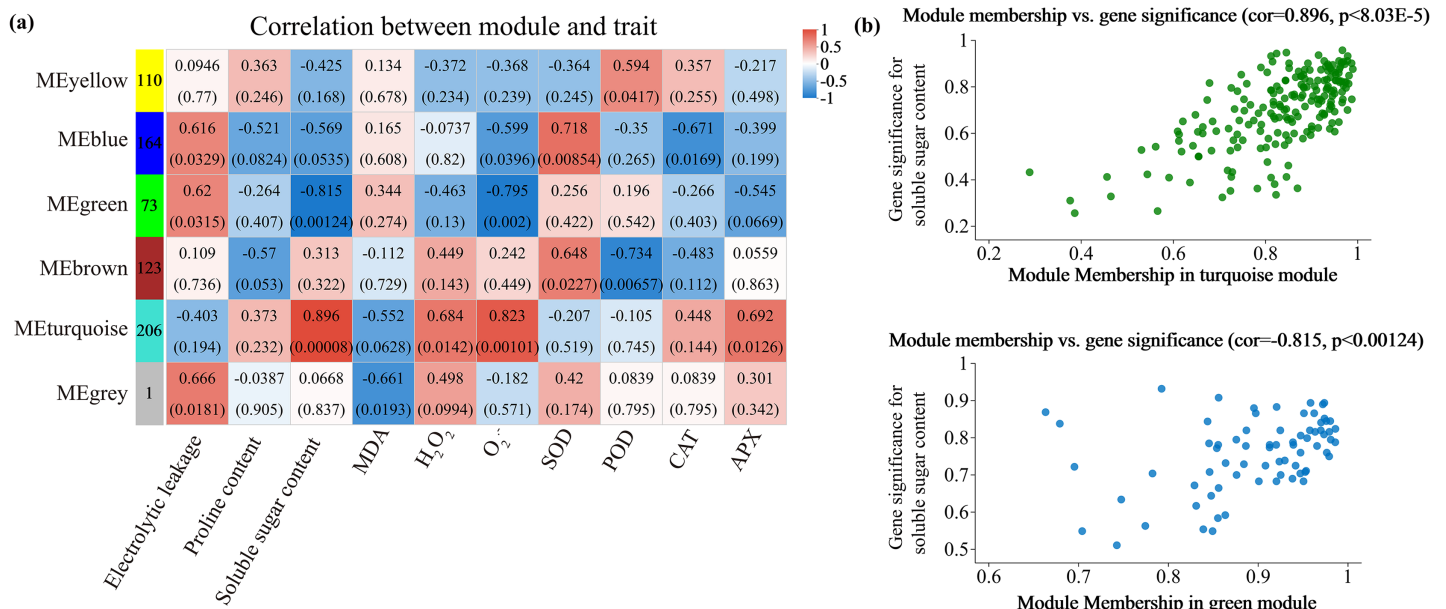 (a)
Correlation between module and trait
1
0.5
0
-0.5
-1
MEyellow 110 0.0946 0.363 -0.425 0.134 -0.372 -0.368 -0.364 0.594 0.357 -0.217
(0.77) (0.246) (0.168) (0.678) (0.234) (0.239) (0.245) (0.0417) (0.255) (0.498)
MEblue 164 0.616 -0.521 -0.569 0.165 -0.0737 -0.599 0.718 -0.35 -0.671 -0.399
(0.0329) (0.0824) (0.0535) (0.608) (0.82) (0.0396) (0.00854) (0.265) (0.0169) (0.199)
MEgreen 73 0.62 -0.264 -0.815 0.344 -0.463 -0.795 0.256 0.196 -0.266 -0.545
(0.0315) (0.407) (0.00124) (0.274) (0.13) (0.002) (0.422) (0.542) (0.403) (0.0669)
MEbrown 123 0.109 -0.57 0.313 -0.112 0.449 0.242 0.648 -0.734 -0.483 0.0559
(0.736) (0.053) (0.322) (0.729) (0.143) (0.449) (0.0227) (0.00657) (0.112) (0.863)
MEturquoise 206 -0.403 0.373 0.896 -0.552 0.684 0.823 -0.207 -0.105 0.448 0.692
(0.194) (0.232) (0.00008) (0.0628) (0.0142) (0.00101) (0.519) (0.745) (0.144) (0.0126)
MEgrey 1 0.666 -0.0387 0.0668 -0.661 0.498 -0.182 0.42 0.0839 0.0839 0.301
(0.0181) (0.905) (0.837) (0.0193) (0.0994) (0.571) (0.174) (0.795) (0.795) (0.342)
Electrolytic leakage
Proline content
Soluble sugar content
MDA
H₂O₂
O₂·⁻
SOD
POD
CAT
APX
(b)
Module membership vs. gene significance (cor=0.896, p<8.03E-5)
Gene significance for
soluble sugar content
1
0.8
0.6
0.4
0.2
0.2 0.4 0.6 0.8 1
Module Membership in turquoise module
Module membership vs. gene significance (cor=-0.815, p<0.00124)
Gene significance for
soluble sugar content
1
0.9
0.8
0.7
0.6
0.5
0.6 0.7 0.8 0.9 1
Module Membership in green module